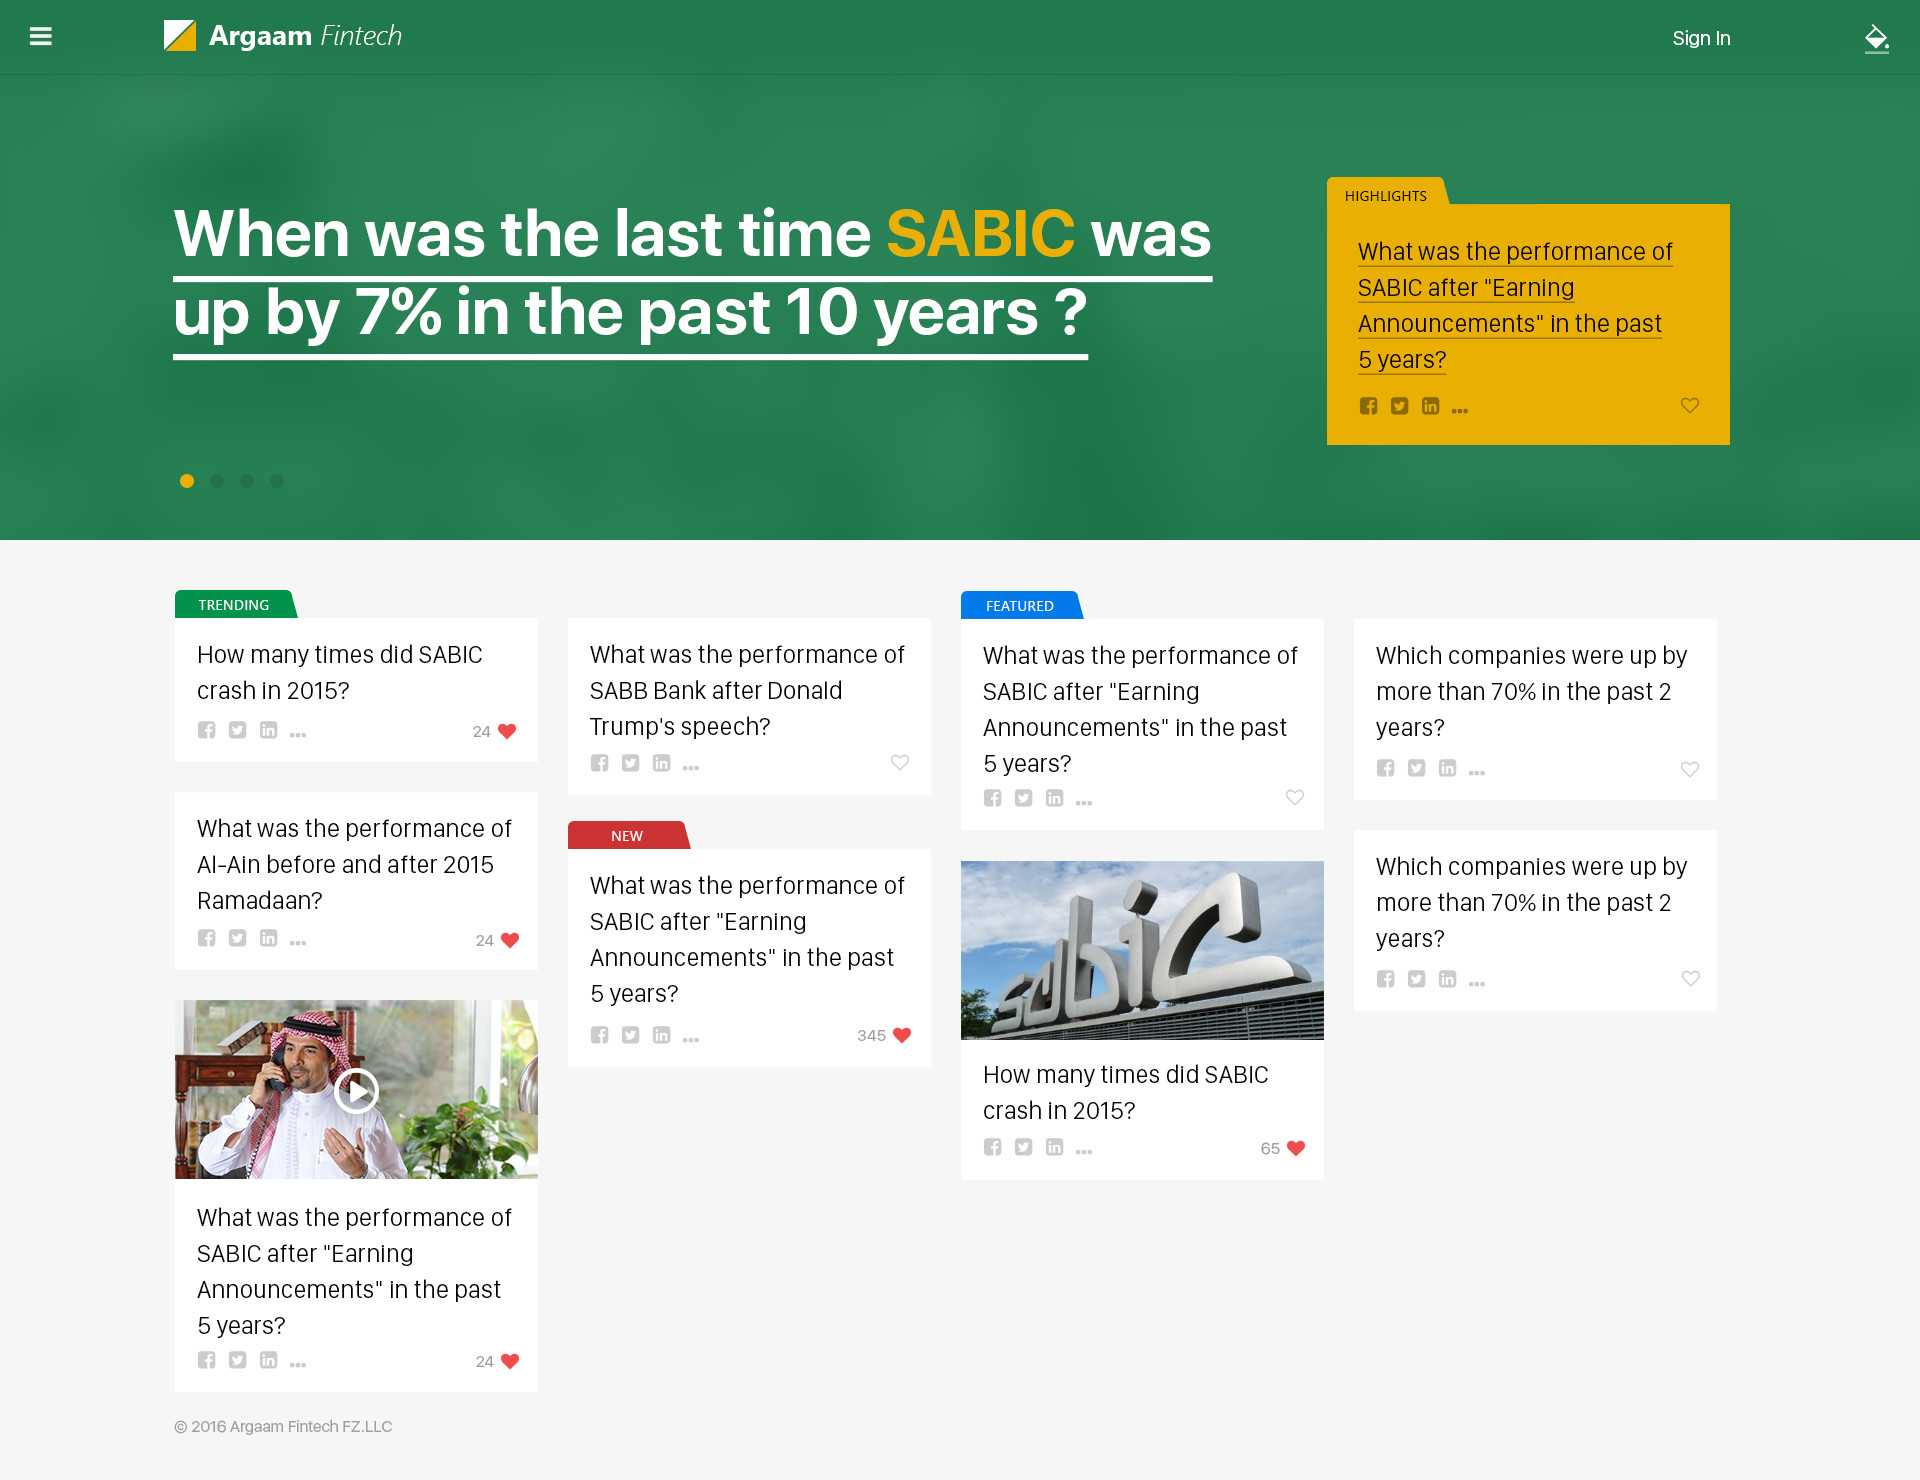 Argaam Fintech
Sign In
When was the last time SABIC was
up by 7% in the past 10 years ?
HIGHLIGHTS
What was the performance of
SABIC after "Earning
Announcements" in the past
5 years?
TRENDING
How many times did SABIC
crash in 2015?
24
What was the performance of
Al-Ain before and after 2015
Ramadaan?
24
What was the performance of
SABIC after "Earning
Announcements" in the past
5 years?
24
What was the performance of
SABB Bank after Donald
Trump's speech?
NEW
What was the performance of
SABIC after "Earning
Announcements" in the past
5 years?
345
FEATURED
What was the performance of
SABIC after "Earning
Announcements" in the past
5 years?
sabic
How many times did SABIC
crash in 2015?
65
Which companies were up by
more than 70% in the past 2
years?
Which companies were up by
more than 70% in the past 2
years?
© 2016 Argaam Fintech FZ.LLC